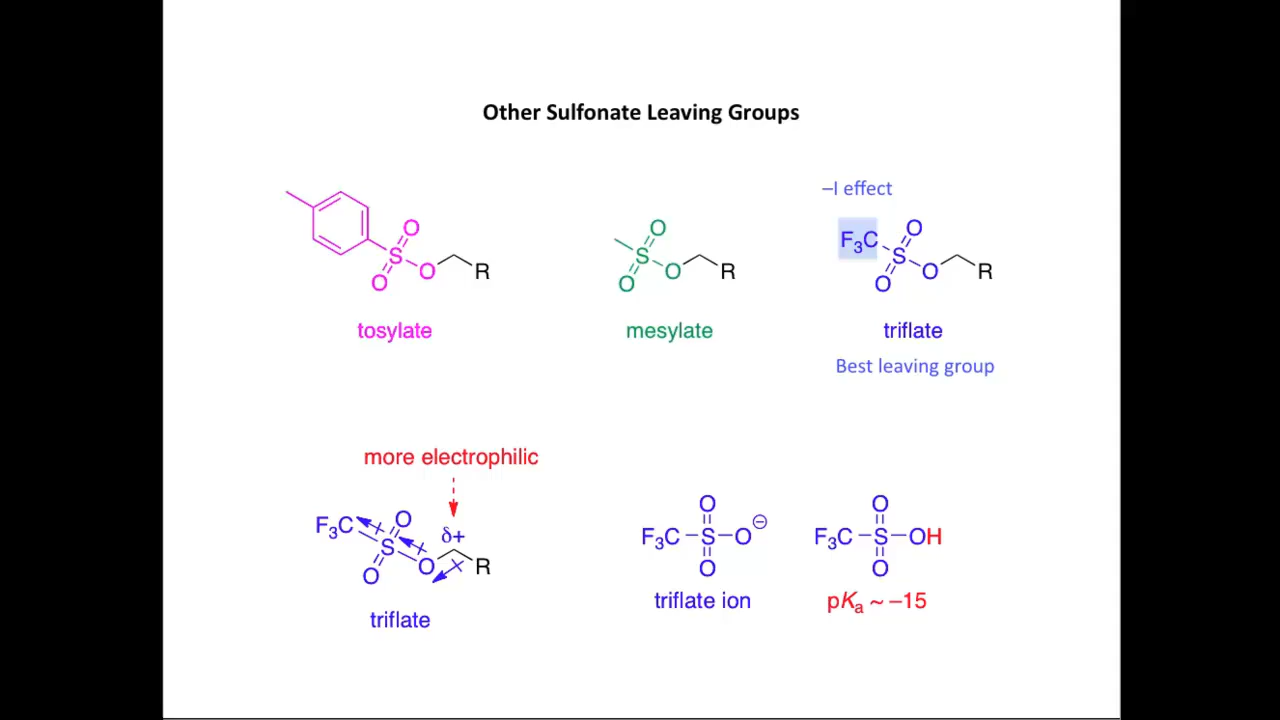 Other Sulfonate Leaving Groups
–I effect
O
S
O
O
R
O
S
O
O
R
F₃C
O
S
O
O
R
tosylate
mesylate
triflate
Best leaving group
more electrophilic
F₃C
O
S
O
O
δ+
R
triflate
O
F₃C–S–O⊖
O
triflate ion
O
F₃C–S–OH
O
pKₐ ~ –15